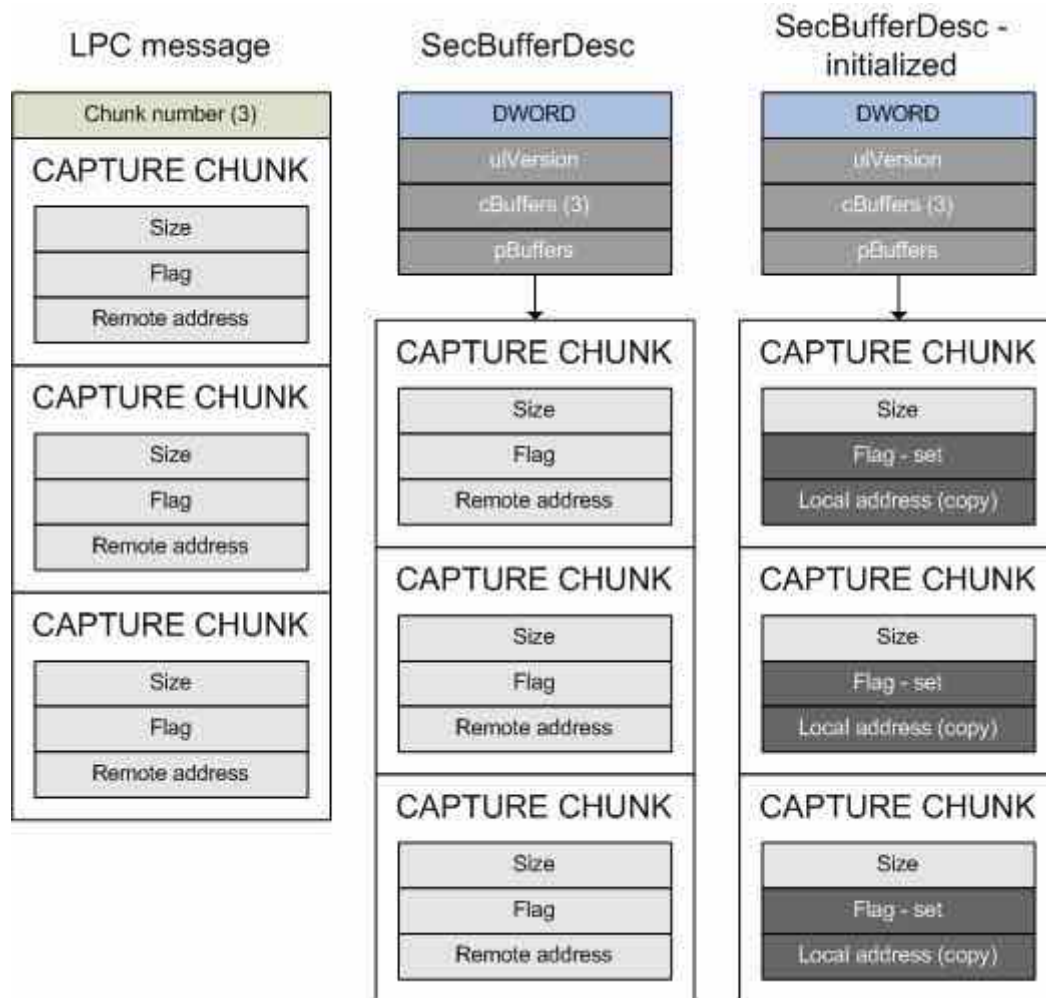 LPC message
Chunk number (3)
CAPTURE CHUNK
Size
Flag
Remote address
CAPTURE CHUNK
Size
Flag
Remote address
CAPTURE CHUNK
Size
Flag
Remote address
SecBufferDesc
DWORD
ulVersion
cBuffers (3)
pBuffers
CAPTURE CHUNK
Size
Flag
Remote address
CAPTURE CHUNK
Size
Flag
Remote address
CAPTURE CHUNK
Size
Flag
Remote address
SecBufferDesc -
initialized
DWORD
ulVersion
cBuffers (3)
pBuffers
CAPTURE CHUNK
Size
Flag - set
Local address (copy)
CAPTURE CHUNK
Size
Flag - set
Local address (copy)
CAPTURE CHUNK
Size
Flag - set
Local address (copy)